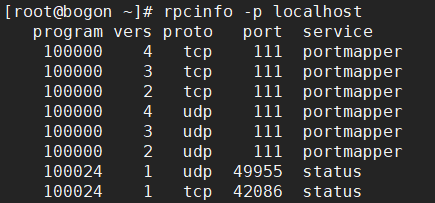 [root@bogon ~]# rpcinfo -p localhost
   program vers proto   port  service
    100000    4   tcp    111  portmapper
    100000    3   tcp    111  portmapper
    100000    2   tcp    111  portmapper
    100000    4   udp    111  portmapper
    100000    3   udp    111  portmapper
    100000    2   udp    111  portmapper
    100024    1   udp  49955  status
    100024    1   tcp  42086  status